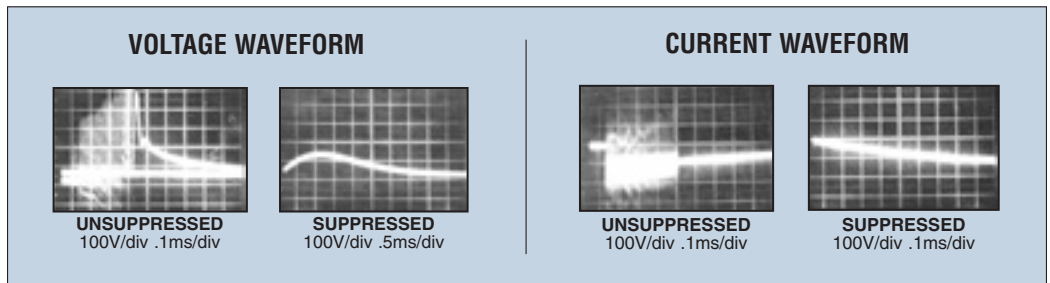 VOLTAGE WAVEFORM
UNSUPPRESSED
100V/div .1ms/div
SUPPRESSED
100V/div .5ms/div
CURRENT WAVEFORM
UNSUPPRESSED
100V/div .1ms/div
SUPPRESSED
100V/div .1ms/div